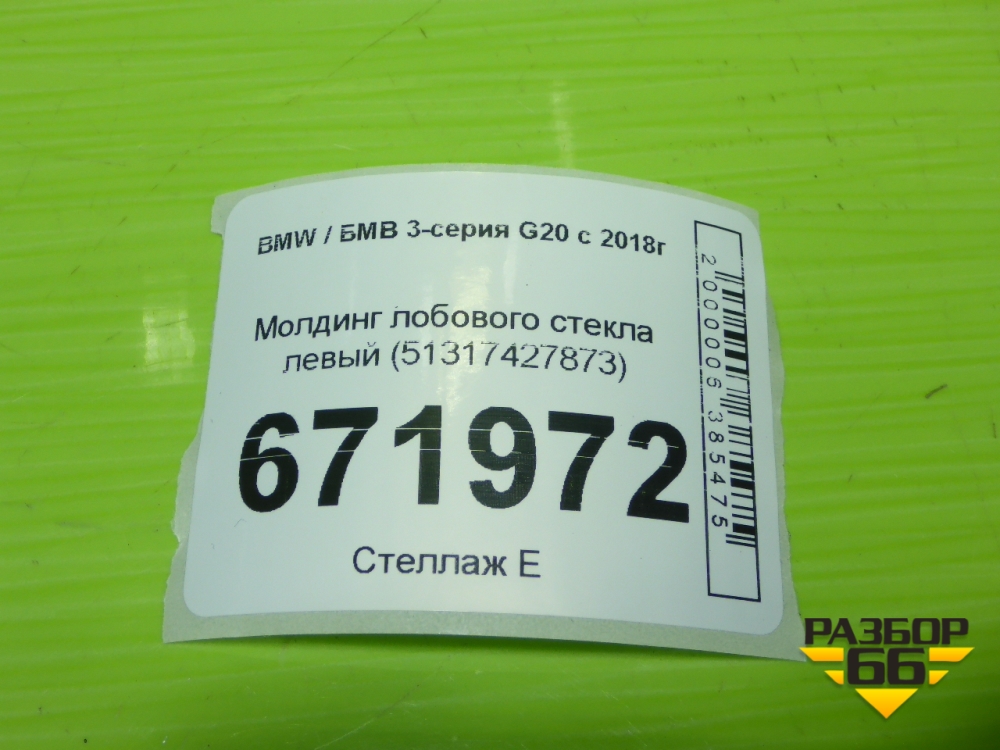 BMW / БМВ 3-серия G20 с 2018г
Молдинг лобового стекла
левый (51317427873)
671972
Стеллаж Е
2000006385475
РАЗБОР
66